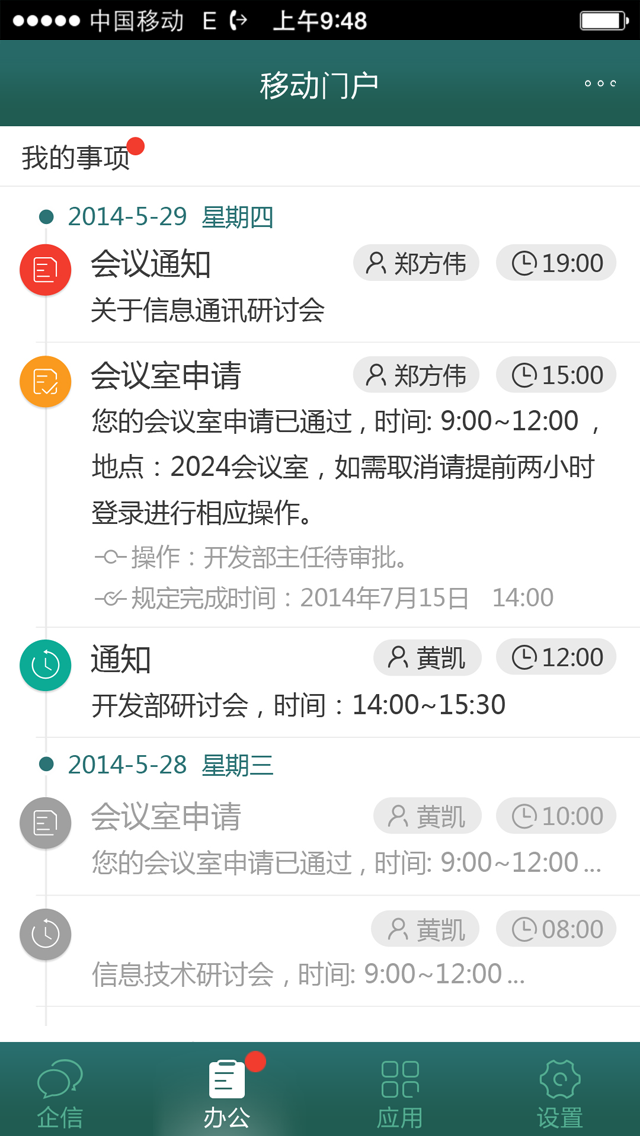 中国移动 E 上午9:48
移动门户
我的事项
2014-5-29 星期四
会议通知 郑方伟 19:00
关于信息通讯研讨会
会议室申请 郑方伟 15:00
您的会议室申请已通过，时间: 9:00~12:00 ，
地点：2024会议室，如需取消请提前两小时
登录进行相应操作。
操作：开发部主任待审批。
规定完成时间：2014年7月15日 14:00
通知 黄凯 12:00
开发部研讨会，时间：14:00~15:30
2014-5-28 星期三
会议室申请 黄凯 10:00
您的会议室申请已通过，时间: 9:00~12:00 ...
黄凯 08:00
信息技术研讨会，时间: 9:00~12:00 ...
企信 办公 应用 设置